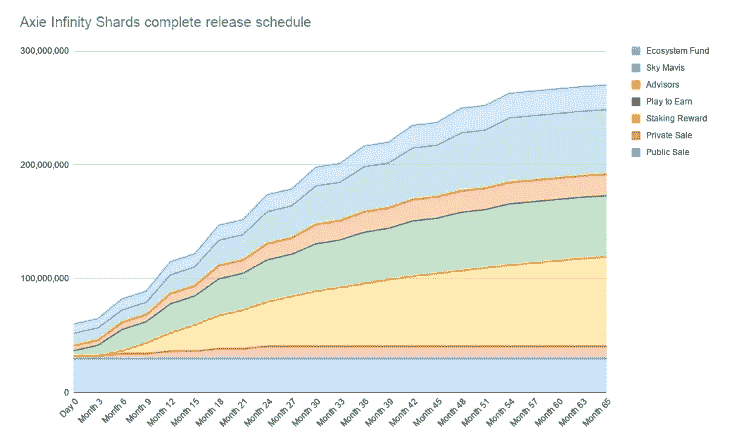 Axie Infinity Shards complete release schedule
300,000,000
200,000,000
100,000,000
0
Day 0
Month 3
Month 6
Month 9
Month 12
Month 15
Month 18
Month 21
Month 24
Month 27
Month 30
Month 33
Month 36
Month 39
Month 42
Month 45
Month 48
Month 51
Month 54
Month 57
Month 60
Month 63
Month 65
Ecosystem Fund
Sky Mavis
Advisors
Play to Earn
Staking Reward
Private Sale
Public Sale